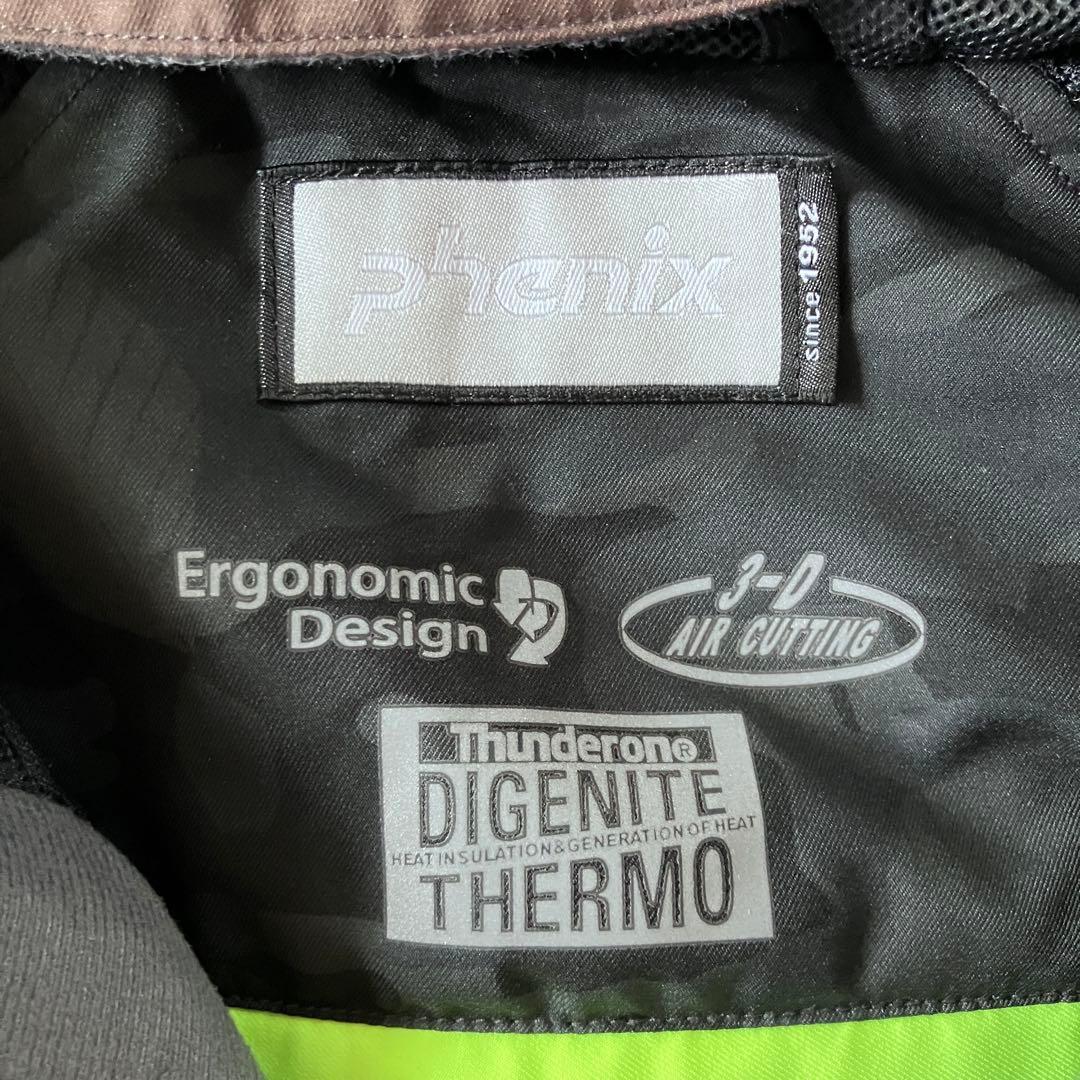 phenix
since 1952
Ergonomic
Design
3-D
AIR CUTTING
Thunderon®
DIGENITE
HEAT INSULATION&GENERATION OF HEAT
THERMO